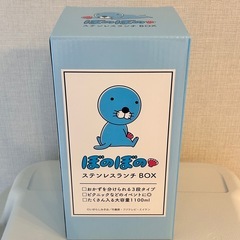 ぼのぼの
ステンレスランチ BOX
□おかずを分けられる3段タイプ
□ピクニックなどのイベントに◎
□たくさん入る大容量1100ml